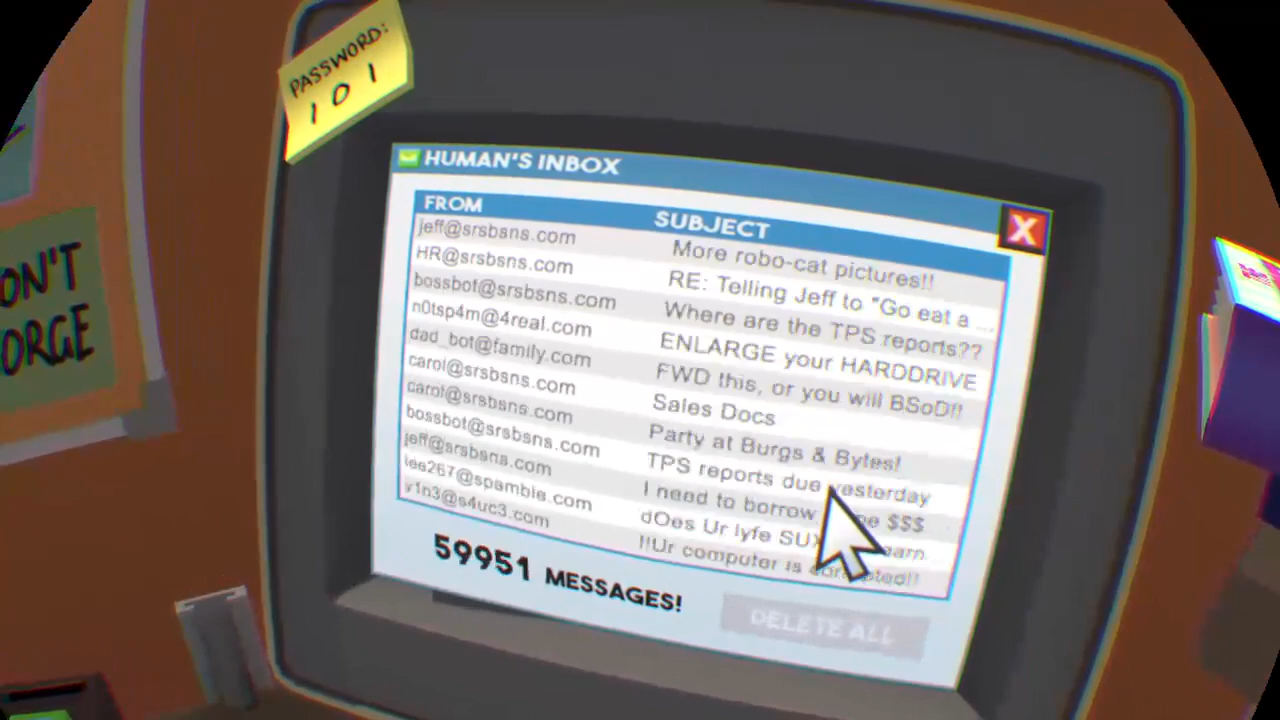 PASSWORD:
101
ON'T
ORGE
HUMAN'S INBOX
X
FROM SUBJECT
jeff@srsbsns.com More robo-cat pictures!!
HR@srsbsns.com RE: Telling Jeff to "Go eat a ...
bossbot@srsbsns.com Where are the TPS reports??
n0tsp4m@4real.com ENLARGE your HARDDRIVE
dad_bot@family.com FWD this, or you will BSoD!!
carol@srsbsns.com Sales Docs
carol@srsbsns.com Party at Burgs & Bytes!
bossbot@srsbsns.com TPS reports due yesterday
jeff@srsbsns.com I need to borrow $$$
lee267@spamble.com dOes Ur lyfe SUX
v1n3@s4uc3.com !!Ur computer is
59951 MESSAGES!
DELETE ALL